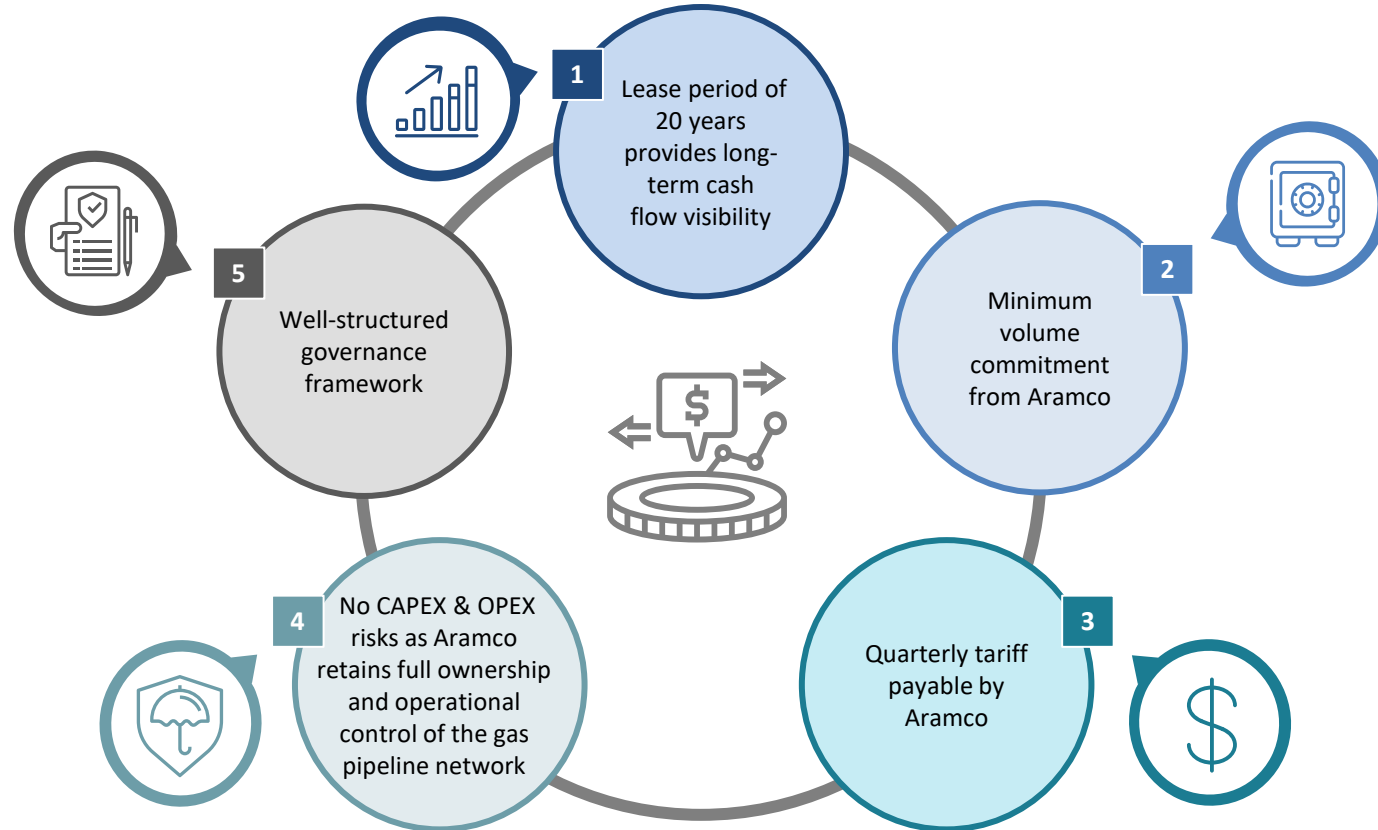 1
Lease period of
20 years
provides long-
term cash
flow visibility
2
Minimum
volume
commitment
from Aramco
3
Quarterly tariff
payable by
Aramco
4
No CAPEX & OPEX
risks as Aramco
retains full ownership
and operational
control of the gas
pipeline network
5
Well-structured
governance
framework
$